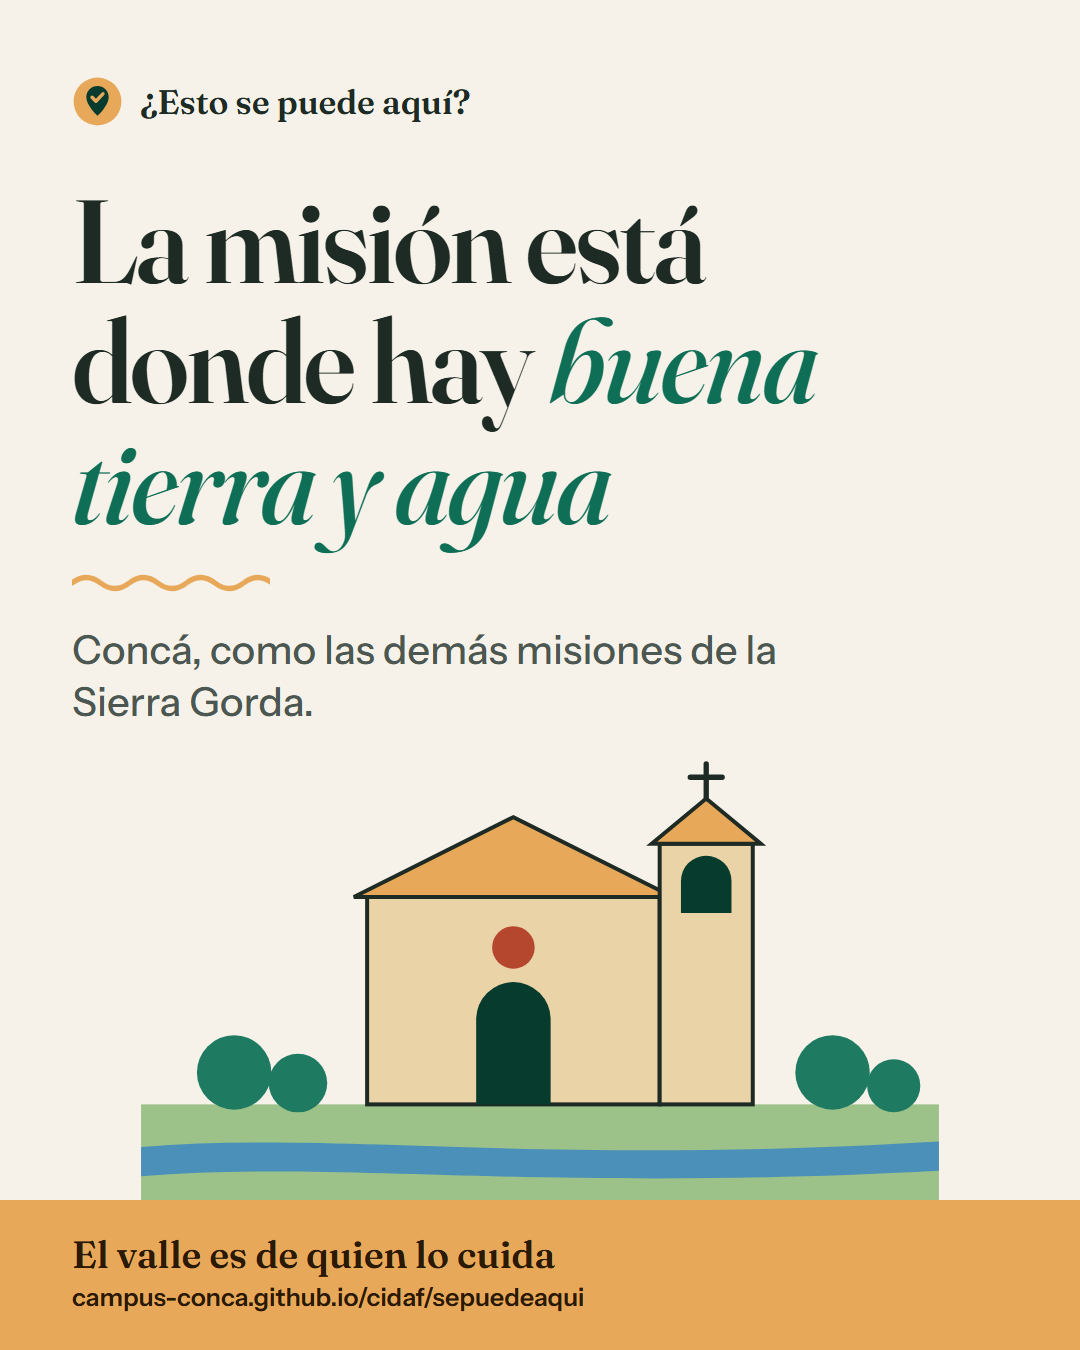 ¿Esto se puede aquí?
La misión está
donde hay buena
tierra y agua
Concá, como las demás misiones de la
Sierra Gorda.
El valle es de quien lo cuida
campus-conca.github.io/cidaf/sepuedeaqui